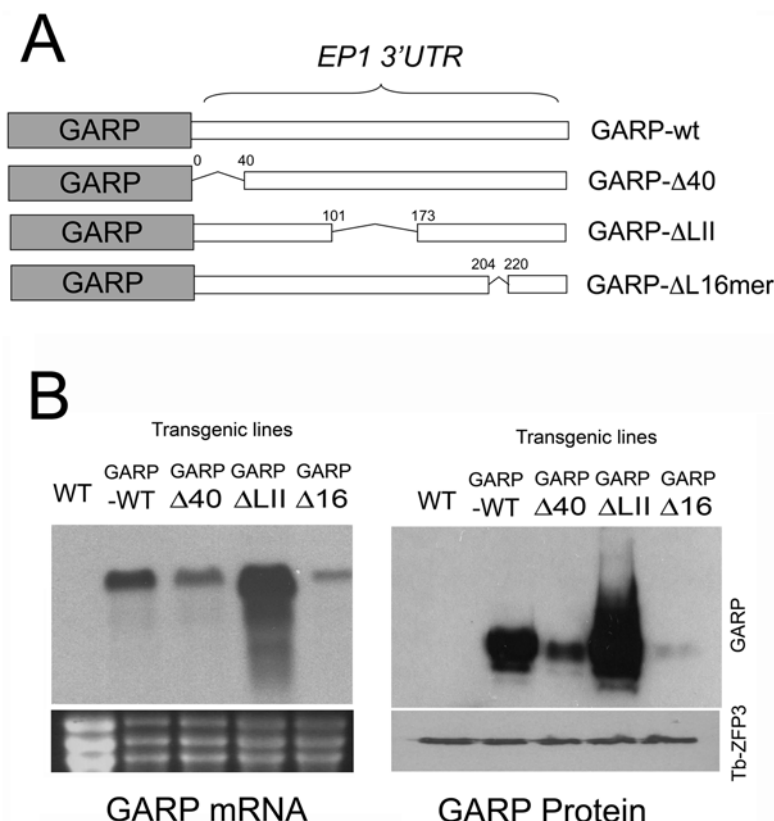 A
EP1 3’UTR
GARP
GARP-wt
0 40
GARP
GARP-Δ40
101 173
GARP
GARP-ΔLII
204 220
GARP
GARP-ΔL16mer
B
Transgenic lines
WT GARP -WT GARP Δ40 GARP ΔLII GARP Δ16
GARP mRNA
Transgenic lines
WT GARP -WT GARP Δ40 GARP ΔLII GARP Δ16
GARP
Tb-ZFP3
GARP Protein